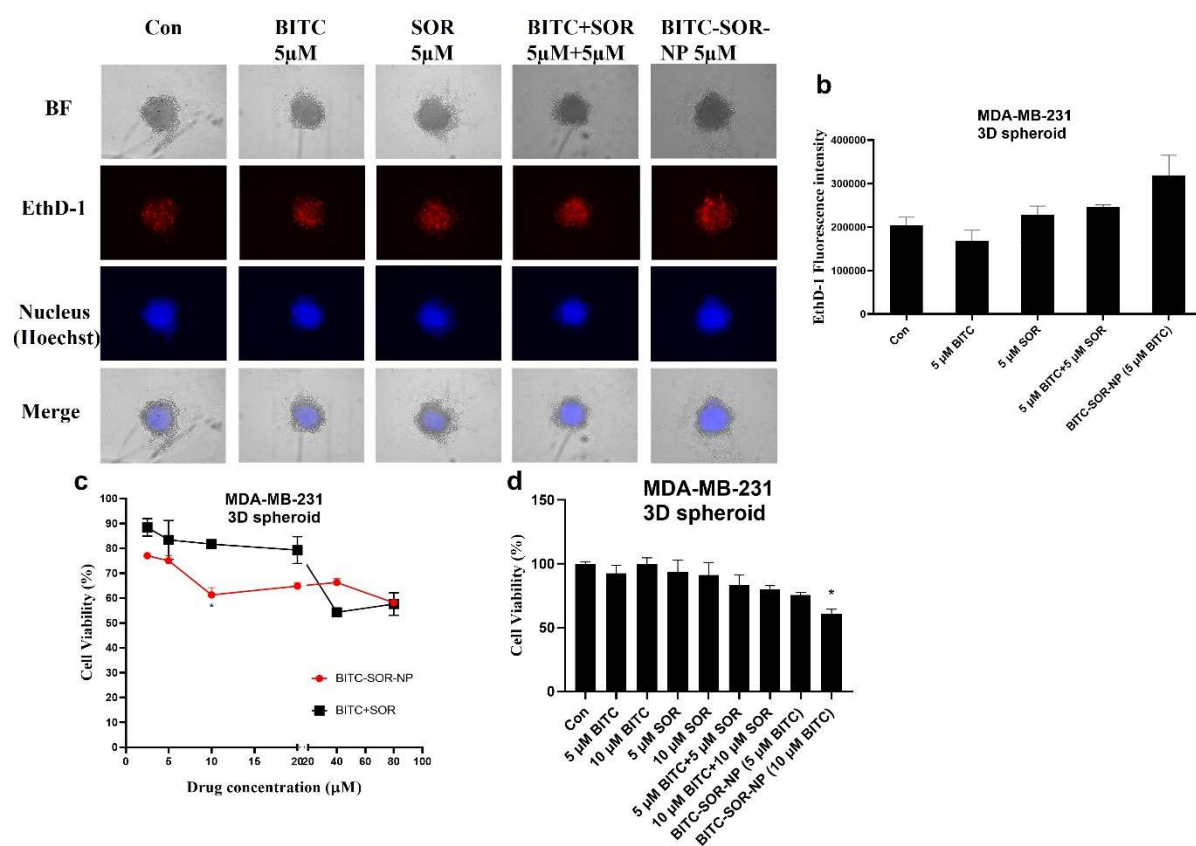 Con
BITC
5μM
SOR
5μM
BITC+SOR
5μM+5μM
BITC-SOR-
NP 5μM
BF
EthD-1
Nucleus
(Hoechst)
Merge
b
MDA-MB-231
3D spheroid
EthD-1 Fluorescence intensity
400000
300000
200000
100000
0
Con
5 μM BITC
5 μM SOR
5 μM BITC+5 μM SOR
BITC-SOR-NP (5 μM BITC)
c
MDA-MB-231
3D spheroid
Cell Viability (%)
100
90
80
70
60
50
40
30
20
10
0
*
BITC-SOR-NP
BITC+SOR
0 5 10 15 20 20 40 60 80 100
Drug concentration (μM)
d
MDA-MB-231
3D spheroid
Cell Viability (%)
150
100
50
0
*
Con
5 μM BITC
10 μM BITC
5 μM SOR
10 μM SOR
5 μM BITC+5 μM SOR
10 μM BITC+10 μM SOR
BITC-SOR-NP (5 μM BITC)
BITC-SOR-NP (10 μM BITC)